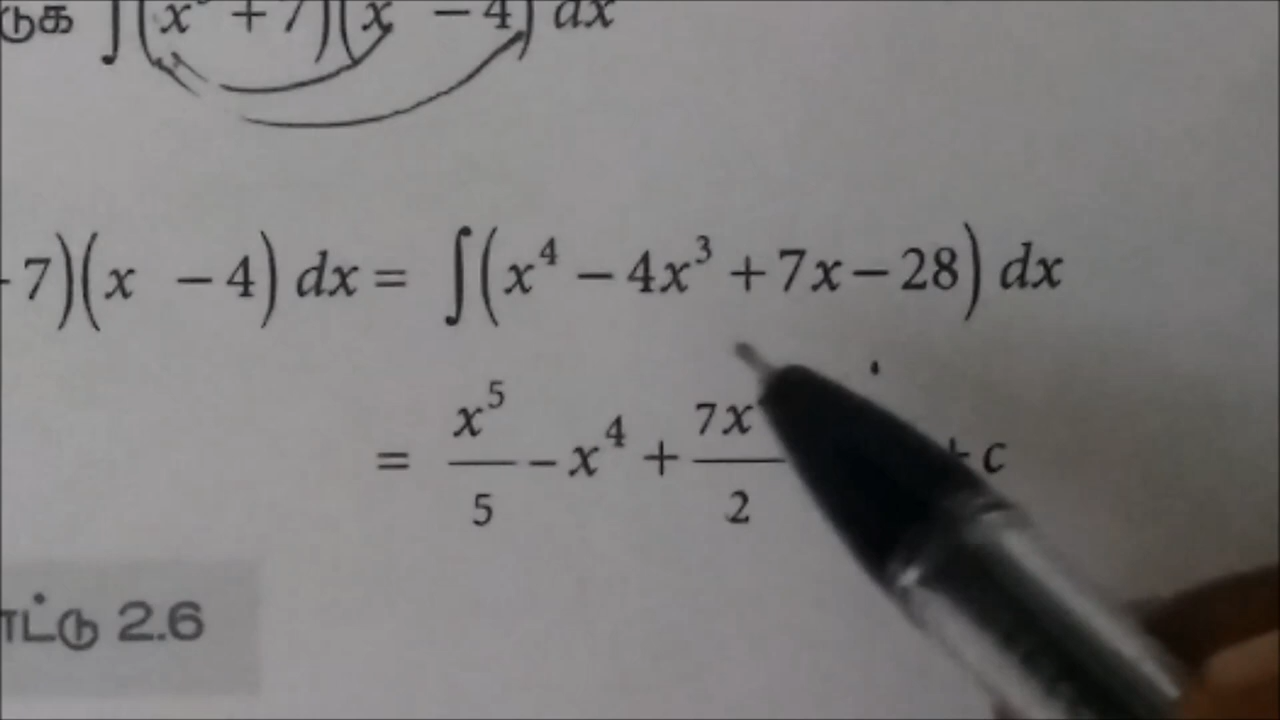 டுக ∫(x + 7)(x − 4) dx
7)(x − 4) dx = ∫(x⁴ − 4x³ + 7x − 28) dx
= x⁵/5 − x⁴ + 7x/2 + c
ட்டு 2.6